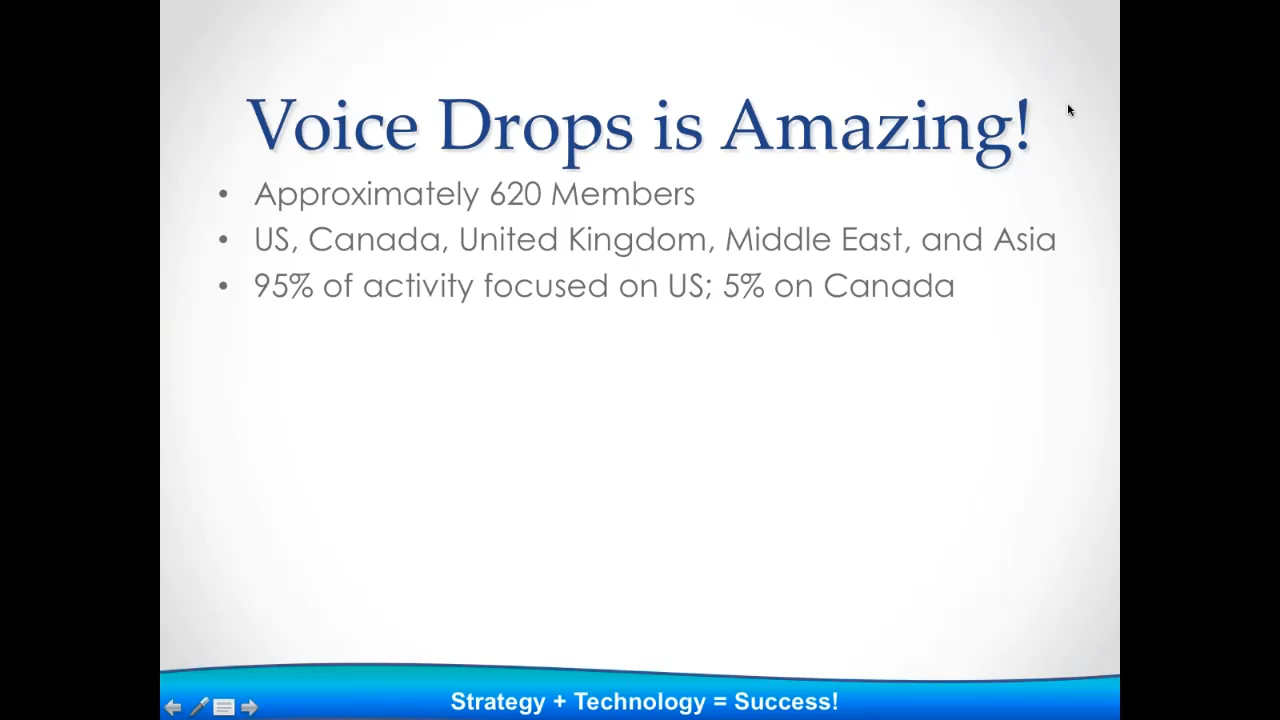 Voice Drops is Amazing!
• Approximately 620 Members
• US, Canada, United Kingdom, Middle East, and Asia
• 95% of activity focused on US; 5% on Canada
Strategy + Technology = Success!